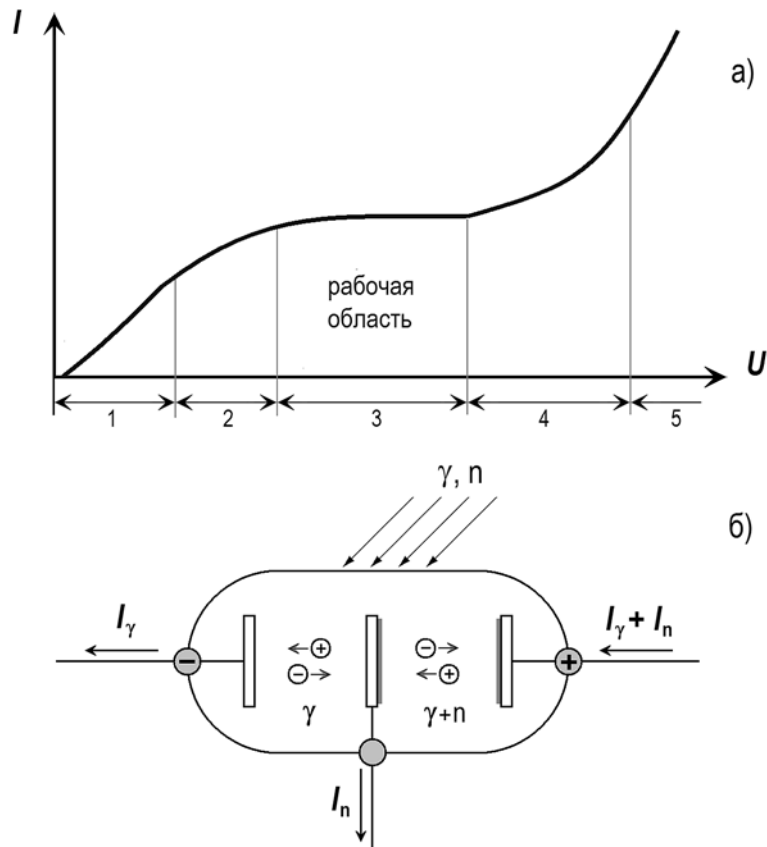 I
а)
рабочая
область
U
1 2 3 4 5
γ, n
б)
Iγ
Iγ + In
− + − +
− +
γ γ+n
In